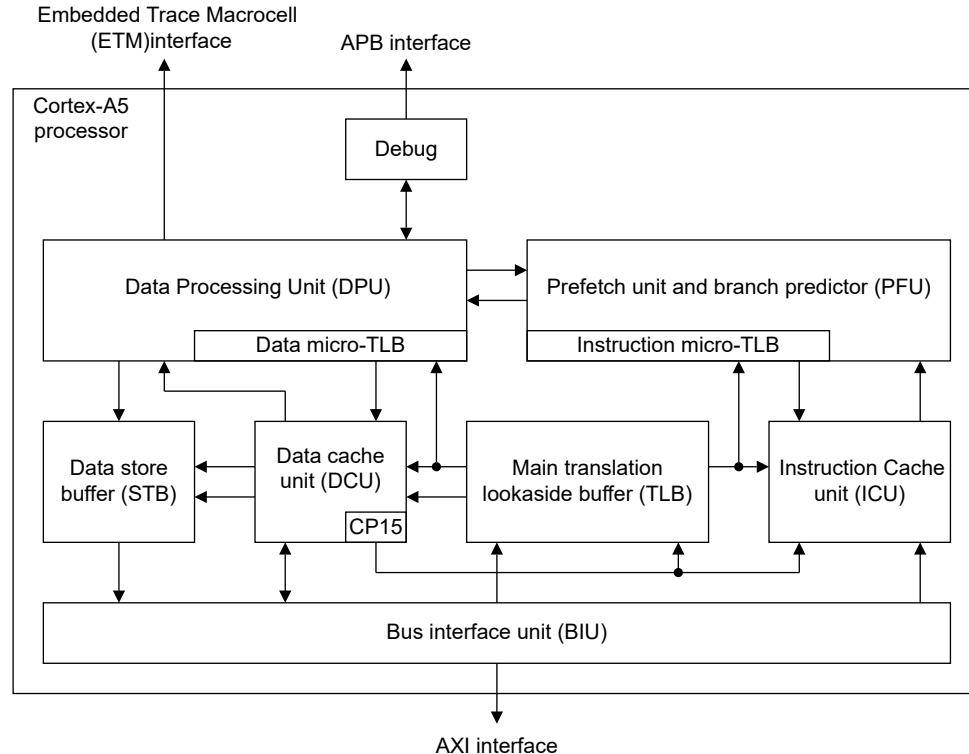 Embedded Trace Macrocell
(ETM)interface
APB interface
Cortex-A5
processor
Debug
Data Processing Unit (DPU)
Prefetch unit and branch predictor (PFU)
Data micro-TLB
Instruction micro-TLB
Data store
buffer (STB)
Data cache
unit (DCU)
CP15
Main translation
lookaside buffer (TLB)
Instruction Cache
unit (ICU)
Bus interface unit (BIU)
AXI interface